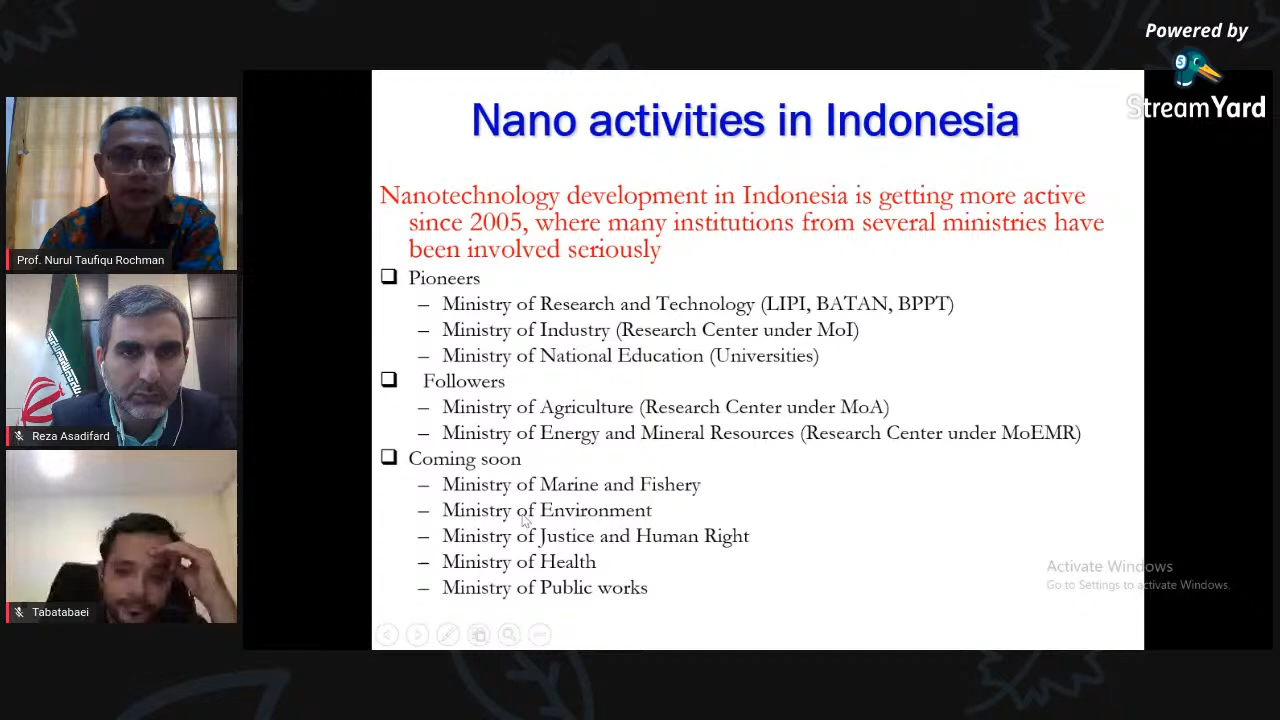 Powered by
StreamYard
Nano activities in Indonesia
Nanotechnology development in Indonesia is getting more active
since 2005, where many institutions from several ministries have
been involved seriously
Pioneers
– Ministry of Research and Technology (LIPI, BATAN, BPPT)
– Ministry of Industry (Research Center under MoI)
– Ministry of National Education (Universities)
Followers
– Ministry of Agriculture (Research Center under MoA)
– Ministry of Energy and Mineral Resources (Research Center under MoEMR)
Coming soon
– Ministry of Marine and Fishery
– Ministry of Environment
– Ministry of Justice and Human Right
– Ministry of Health
– Ministry of Public works
Prof. Nurul Taufiqu Rochman
Reza Asadifard
Tabatabaei
Activate Windows
Go to Settings to activate Windows.